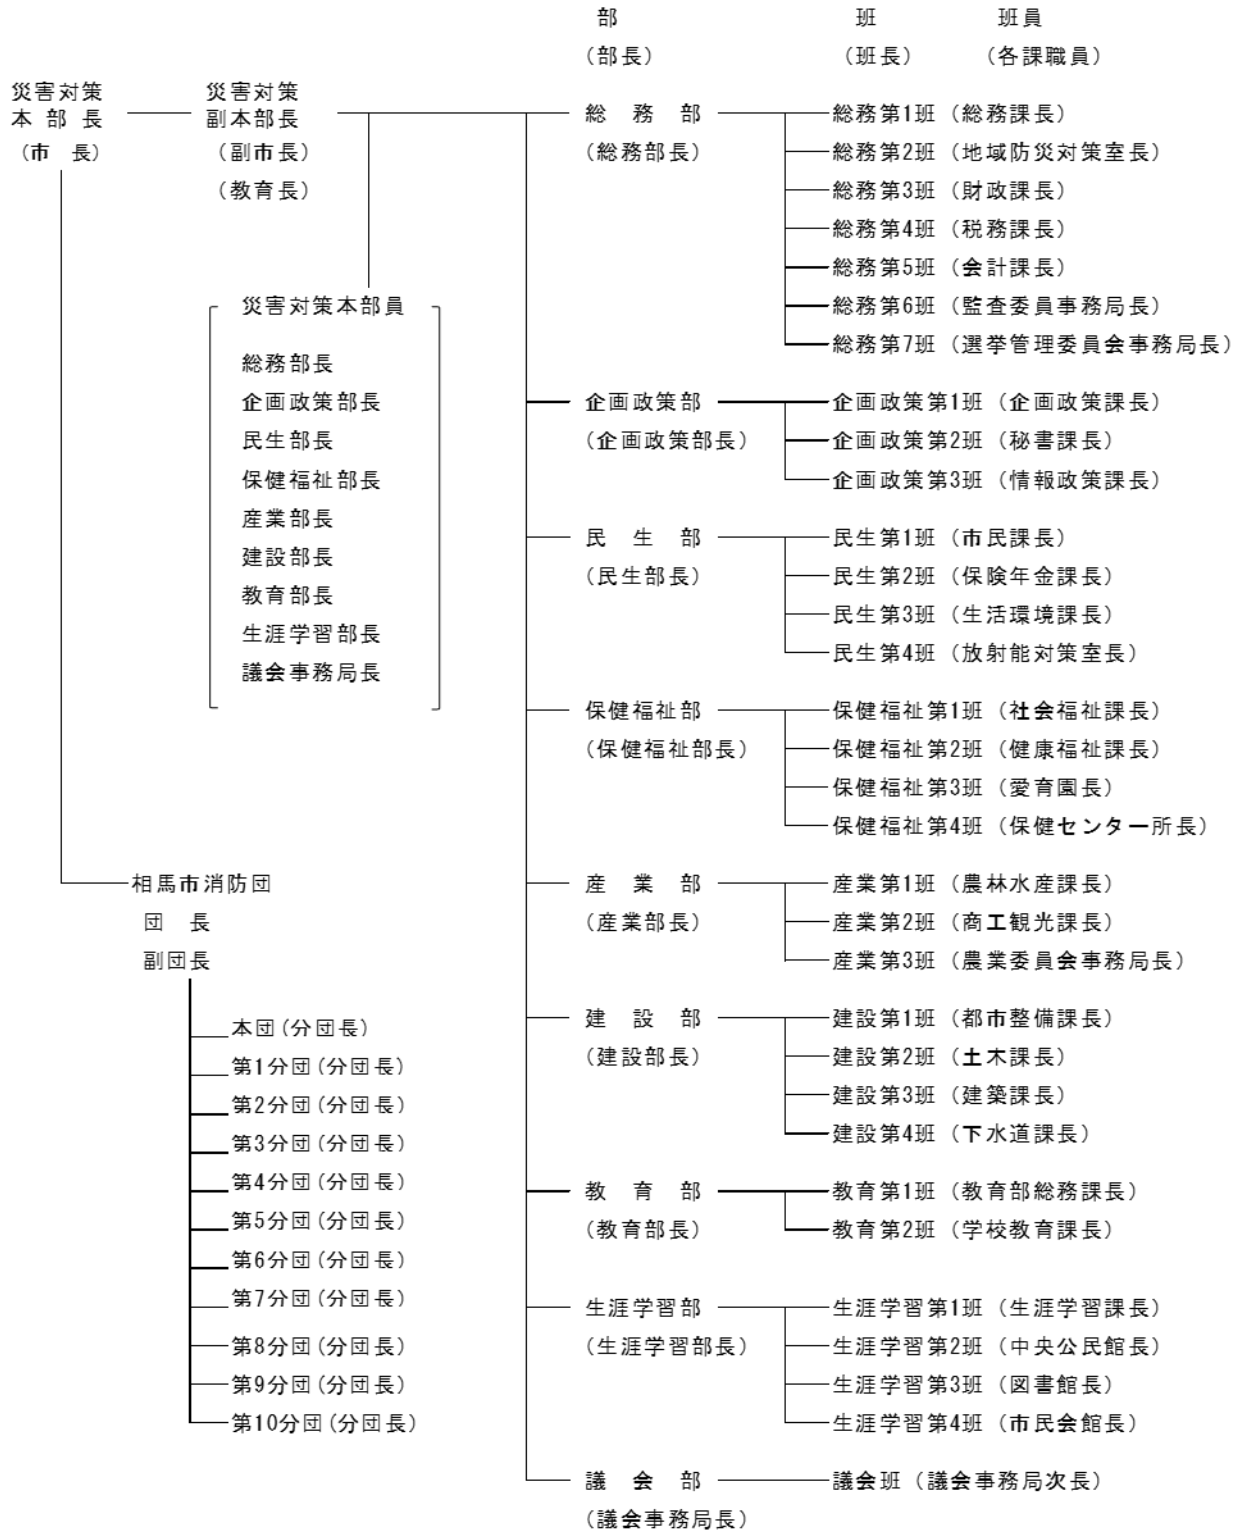 部　班　班員
（部長）　（班長）　（各課職員）
災害対策
本部長
（市　長）
災害対策
副本部長
（副市長）
（教育長）
災害対策本部員
総務部長
企画政策部長
民生部長
保健福祉部長
産業部長
建設部長
教育部長
生涯学習部長
議会事務局長
相馬市消防団
団　長
副団長
本団(分団長)
第1分団(分団長)
第2分団(分団長)
第3分団(分団長)
第4分団(分団長)
第5分団(分団長)
第6分団(分団長)
第7分団(分団長)
第8分団(分団長)
第9分団(分団長)
第10分団(分団長)
総　務　部
（総務部長）
総務第1班（総務課長）
総務第2班（地域防災対策室長）
総務第3班（財政課長）
総務第4班（税務課長）
総務第5班（会計課長）
総務第6班（監査委員事務局長）
総務第7班（選挙管理委員会事務局長）
企画政策部
（企画政策部長）
企画政策第1班（企画政策課長）
企画政策第2班（秘書課長）
企画政策第3班（情報政策課長）
民　生　部
（民生部長）
民生第1班（市民課長）
民生第2班（保険年金課長）
民生第3班（生活環境課長）
民生第4班（放射能対策室長）
保健福祉部
（保健福祉部長）
保健福祉第1班（社会福祉課長）
保健福祉第2班（健康福祉課長）
保健福祉第3班（愛育園長）
保健福祉第4班（保健センター所長）
産　業　部
（産業部長）
産業第1班（農林水産課長）
産業第2班（商工観光課長）
産業第3班（農業委員会事務局長）
建　設　部
（建設部長）
建設第1班（都市整備課長）
建設第2班（土木課長）
建設第3班（建築課長）
建設第4班（下水道課長）
教　育　部
（教育部長）
教育第1班（教育部総務課長）
教育第2班（学校教育課長）
生涯学習部
（生涯学習部長）
生涯学習第1班（生涯学習課長）
生涯学習第2班（中央公民館長）
生涯学習第3班（図書館長）
生涯学習第4班（市民会館長）
議　会　部
（議会事務局長）
議会班（議会事務局次長）